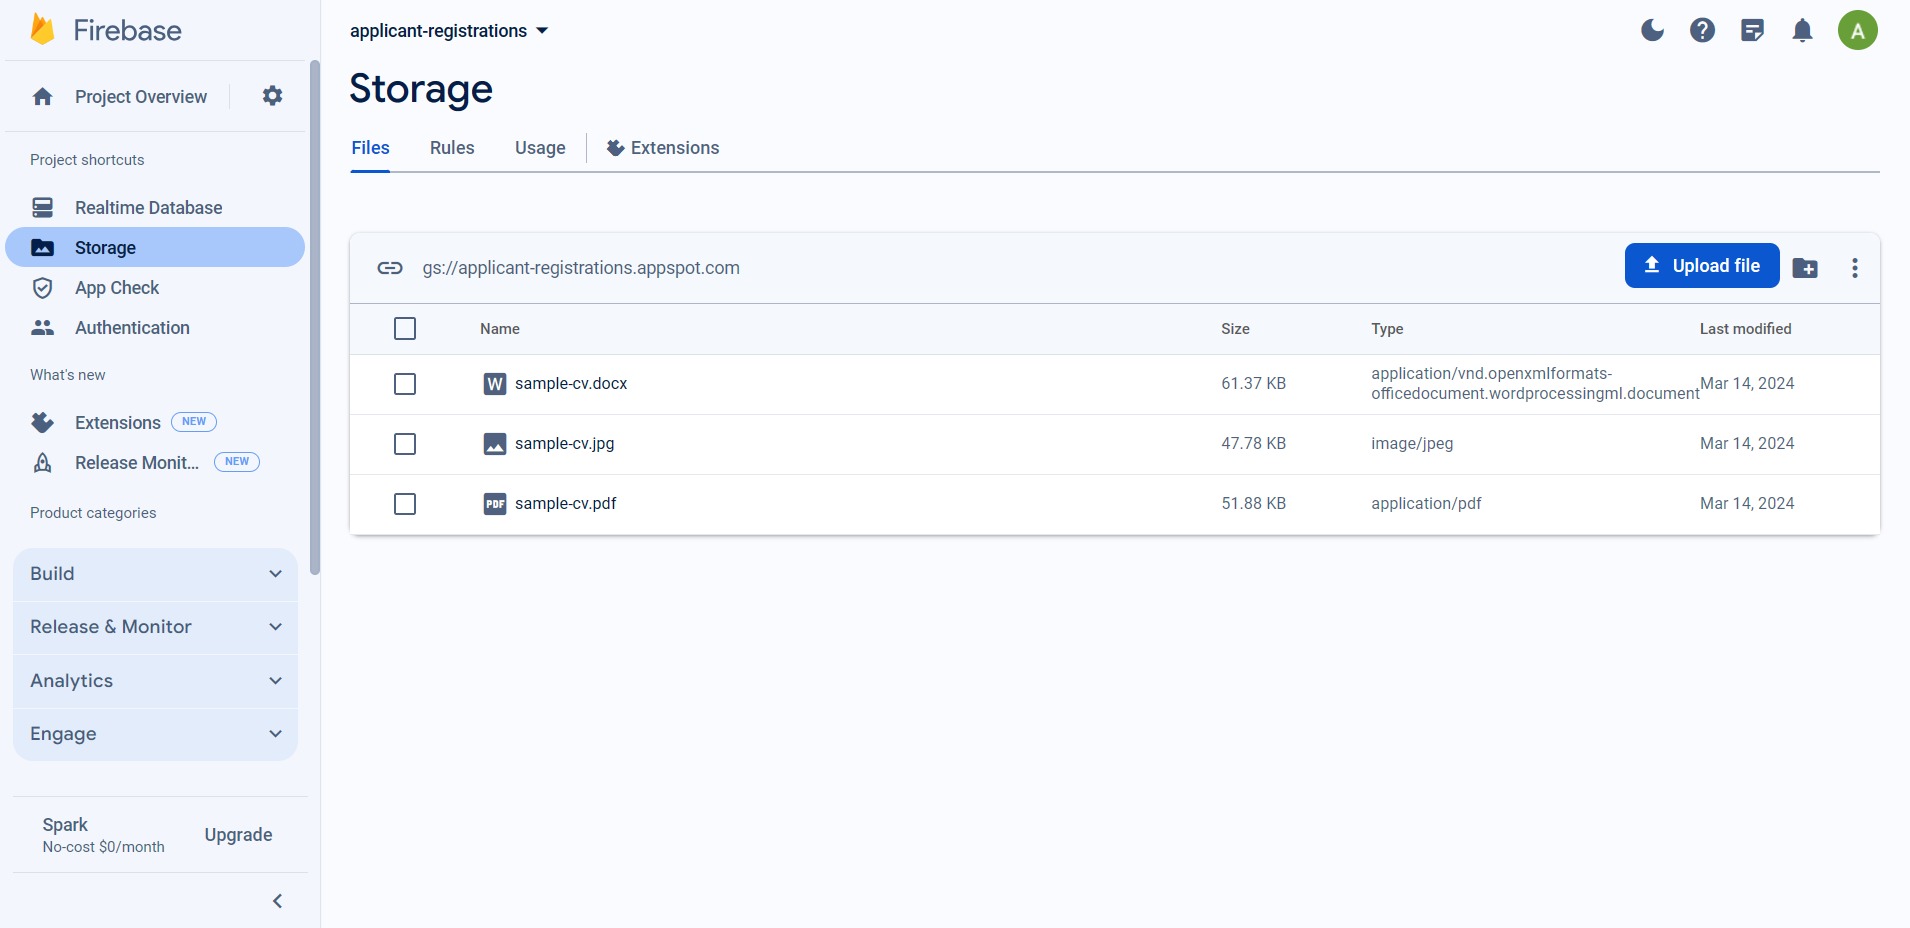 Firebase
Project Overview
Project shortcuts
Realtime Database
Storage
App Check
Authentication
What's new
Extensions NEW
Release Monit... NEW
Product categories
Build
Release & Monitor
Analytics
Engage
Spark
No-cost $0/month
Upgrade
applicant-registrations
A
Storage
Files Rules Usage Extensions
gs://applicant-registrations.appspot.com
Upload file
Name Size Type Last modified
W sample-cv.docx 61.37 KB application/vnd.openxmlformats-
officedocument.wordprocessingml.document Mar 14, 2024
sample-cv.jpg 47.78 KB image/jpeg Mar 14, 2024
PDF sample-cv.pdf 51.88 KB application/pdf Mar 14, 2024